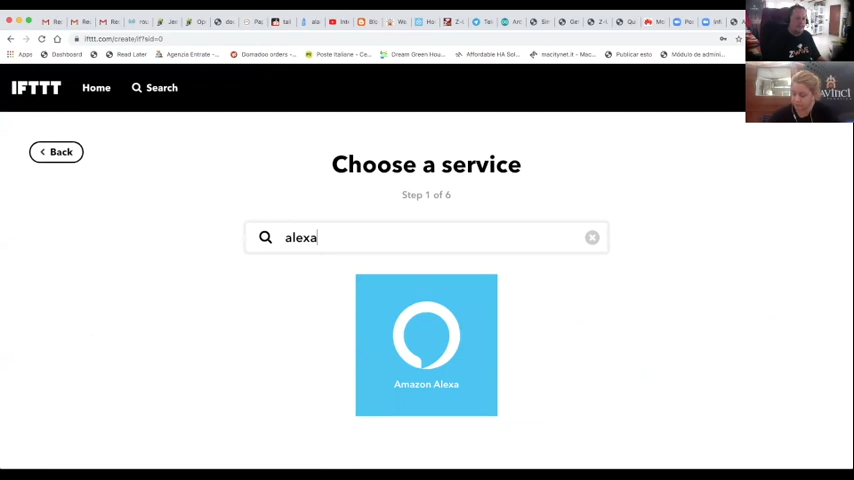 ifttt.com/create/if?sid=0
Apps Dashboard Read Later Agenzia Entrate - Ci... Domadoo orders - ... Poste Italiane - Ce... Dream Green Hou... Affordable HA Sol... macitynet.it - Mac... Publicar esto Módulo de admini...
IFTTT Home Search
Back
Choose a service
Step 1 of 6
alexa
Amazon Alexa